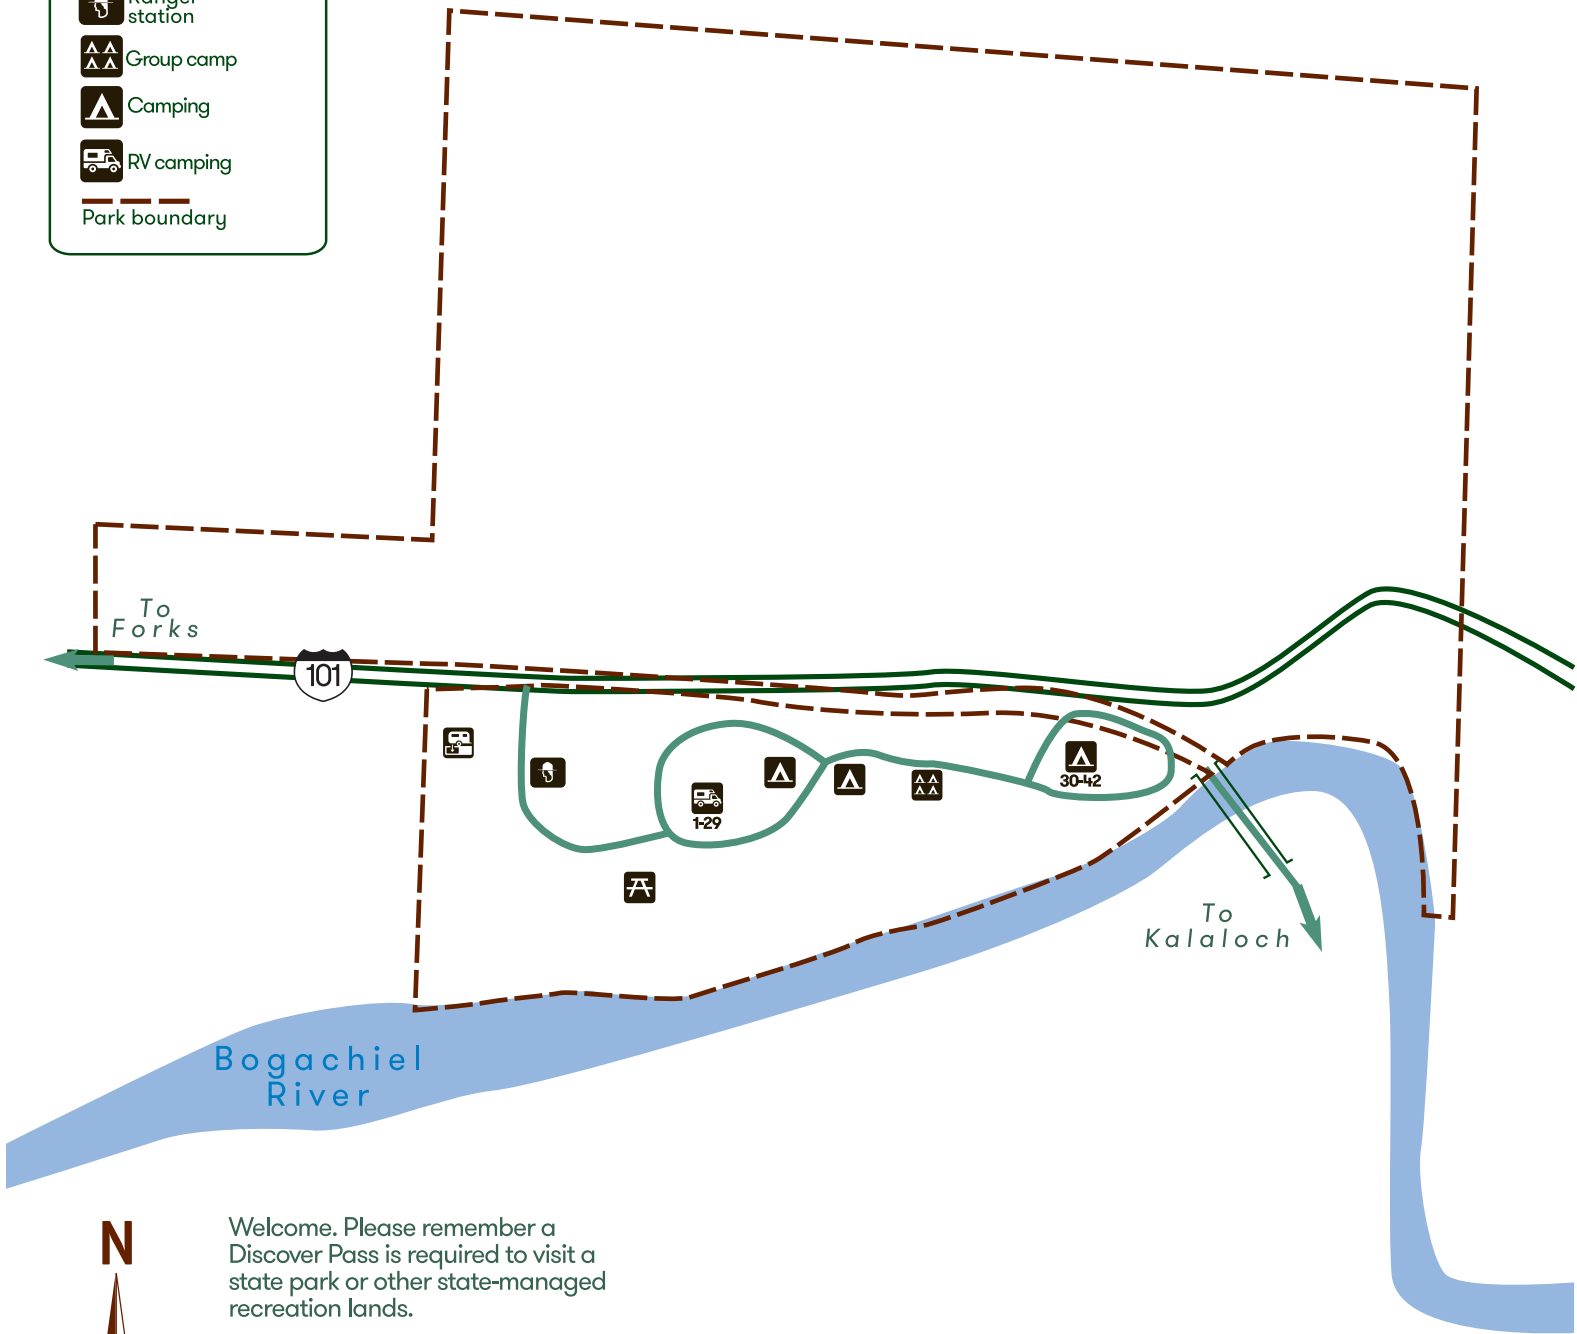 station
Group camp
Camping
RV camping
Park boundary
To
Forks
101
1-29
30-42
To
Kalaloch
Bogachiel
River
N
Welcome. Please remember a
Discover Pass is required to visit a
state park or other state-managed
recreation lands.